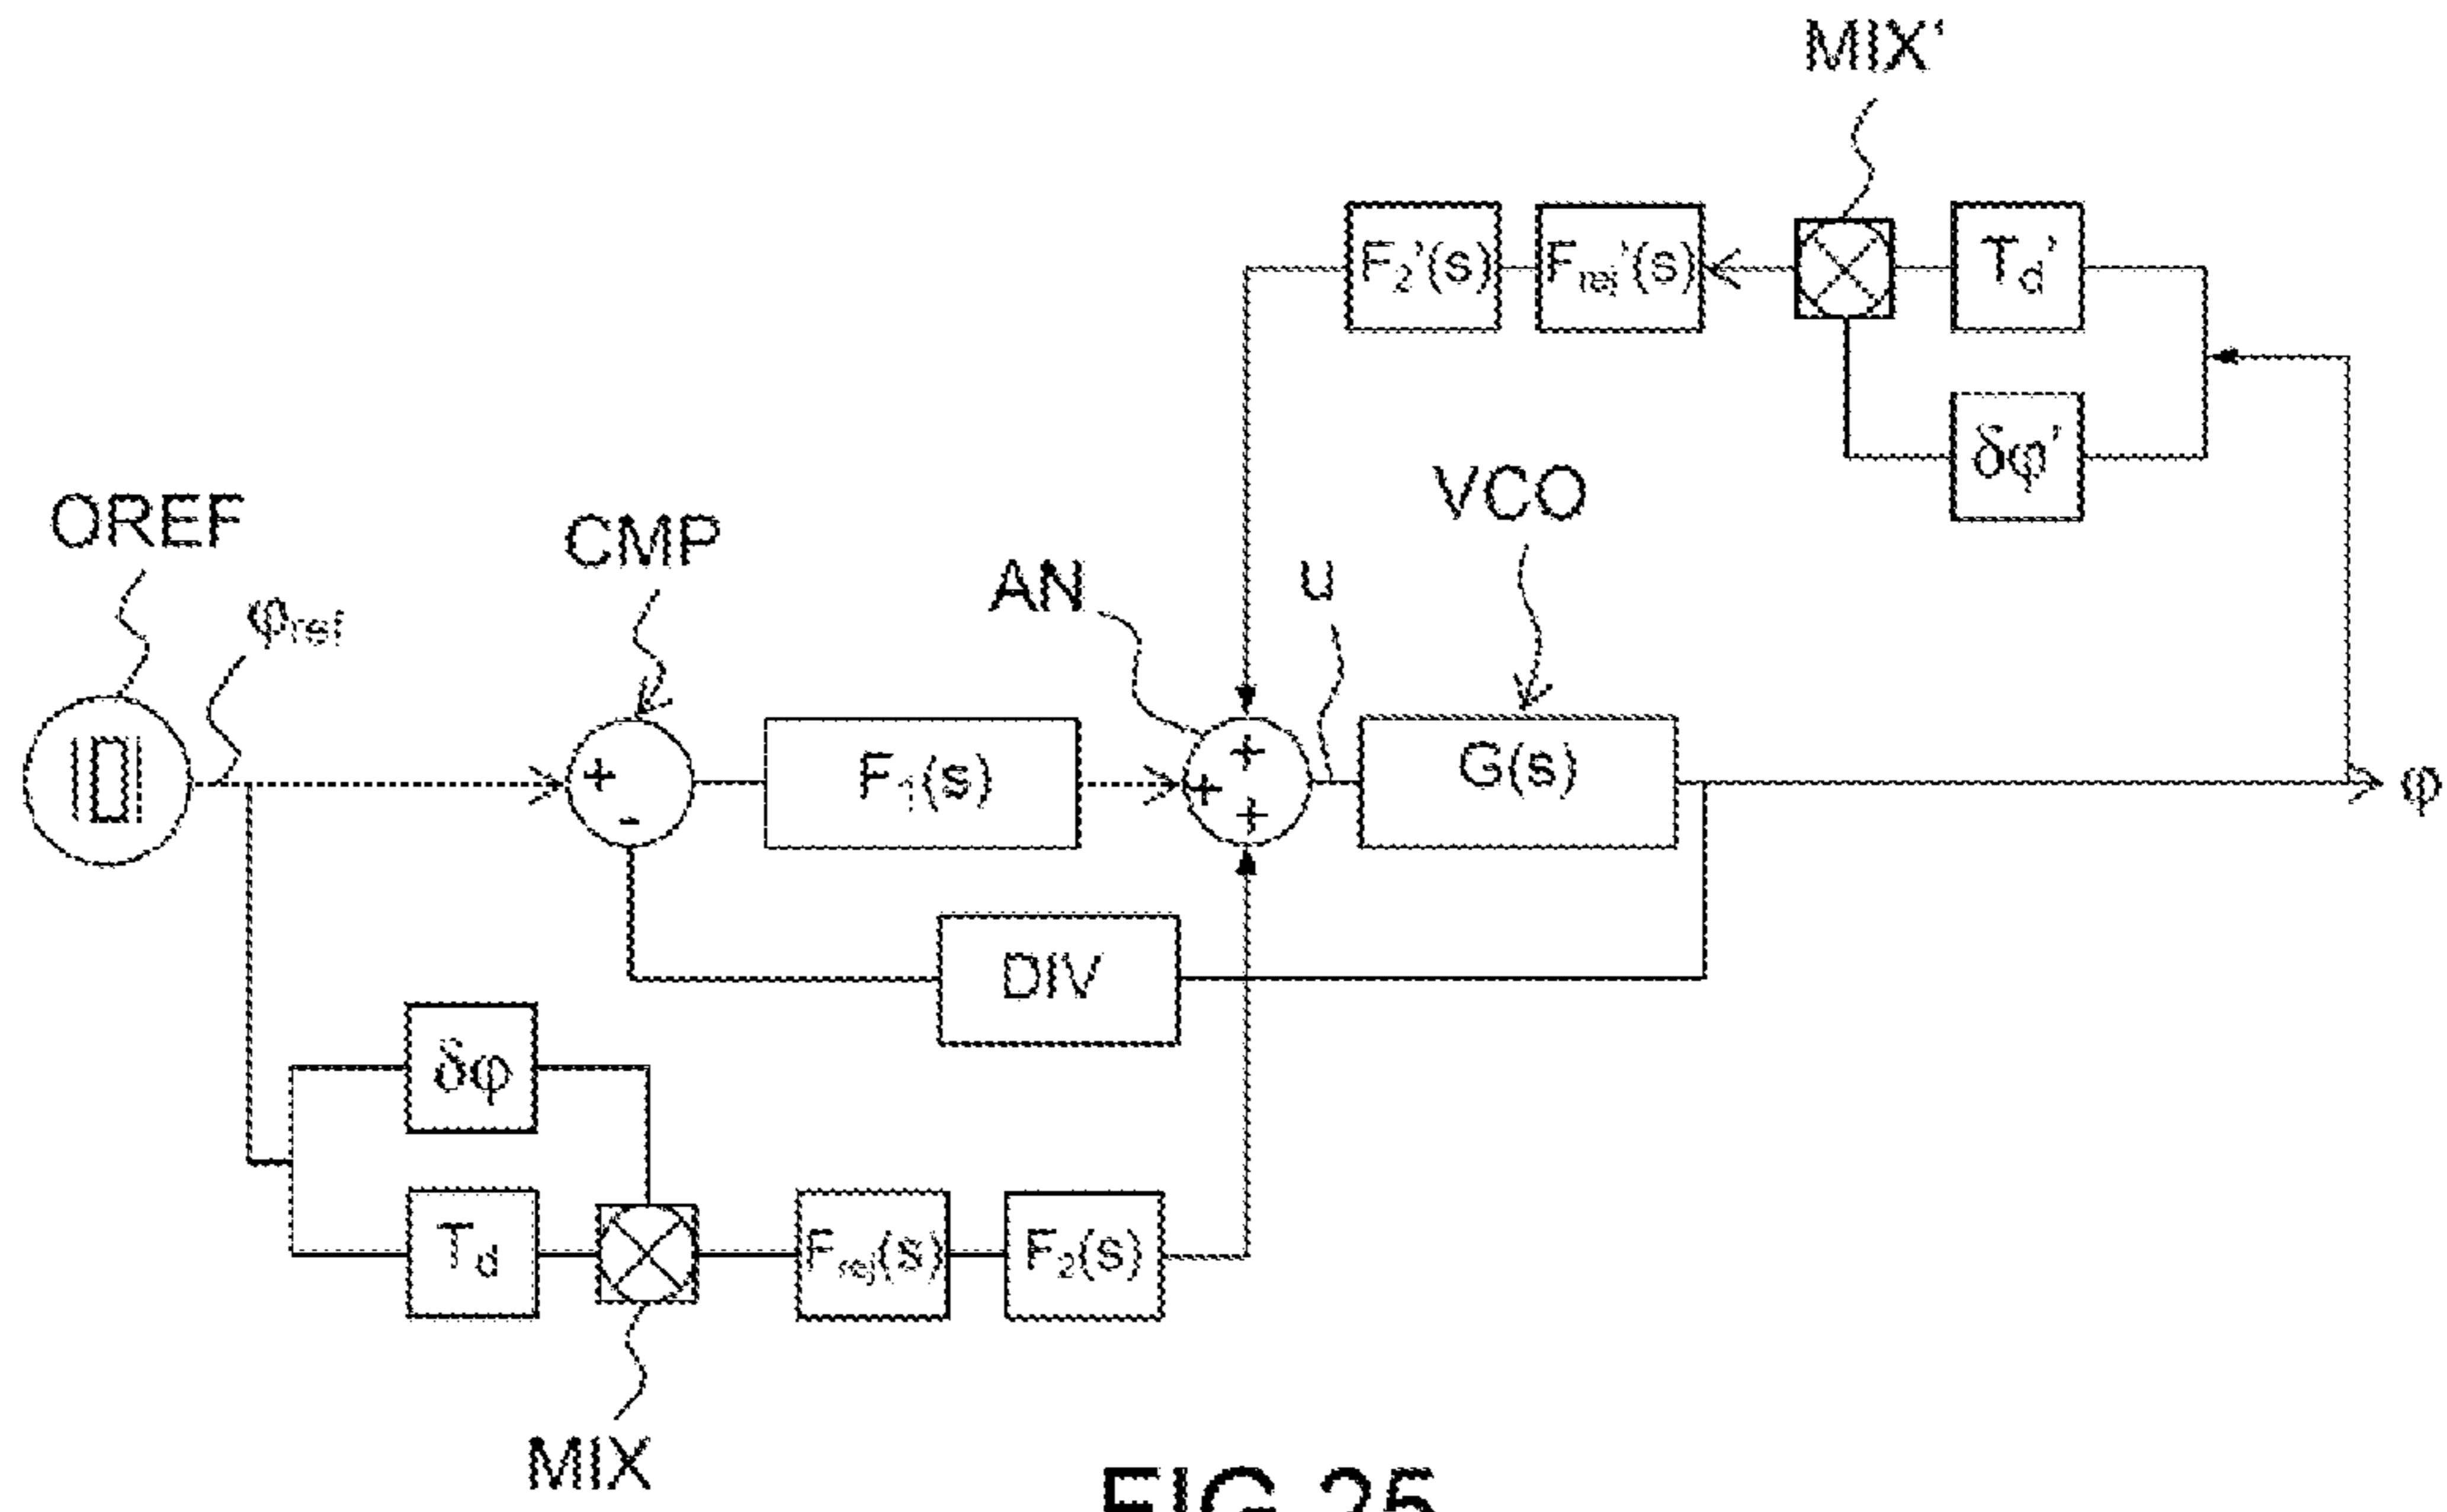 MIX'
F₂'(s)
Frej'(s)
Td'
δφ'
OREF
φref
CMP
AN
u
VCO
+
-
F₁(s)
+
+
+
G(s)
φ
DIV
δφ
Td
Frej(s)
F₂(s)
MIX
FIG.25